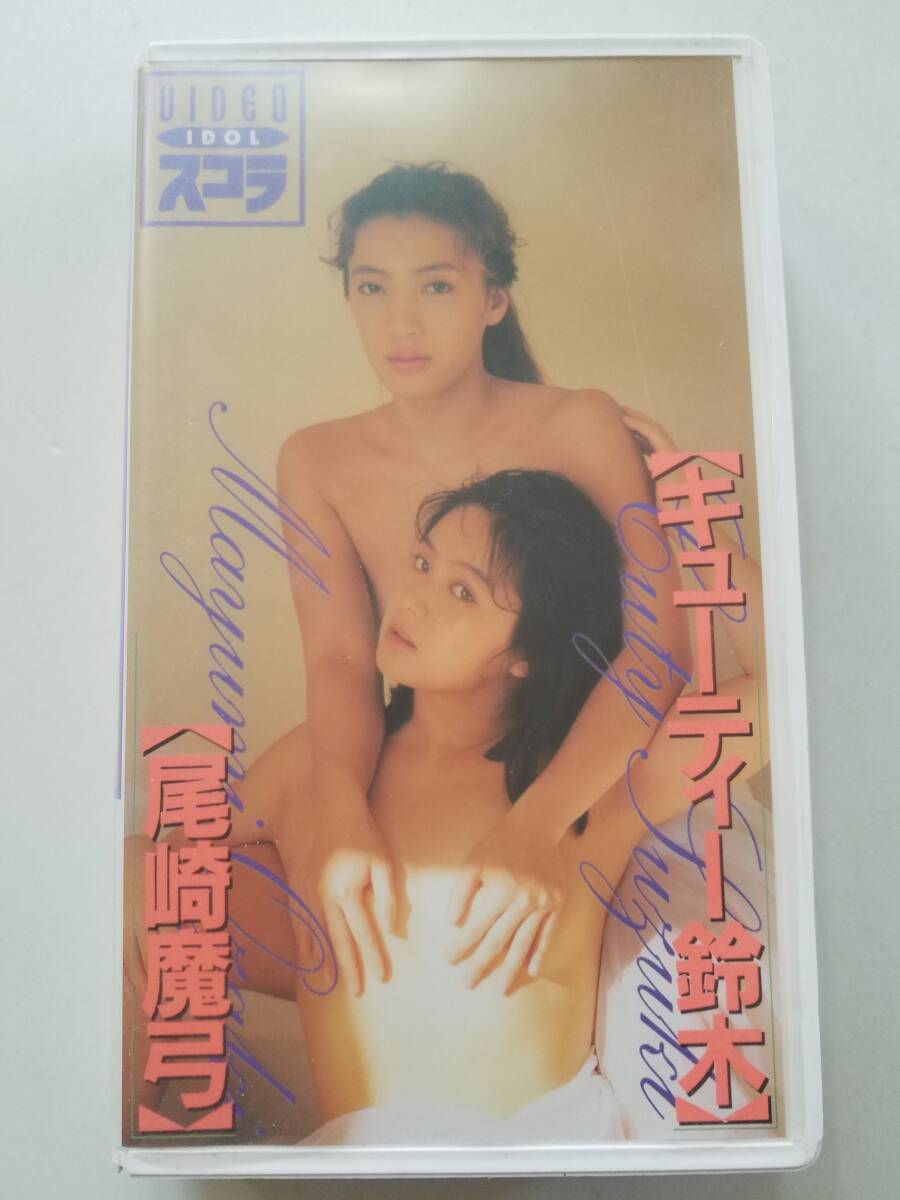 VIDEO
IDOL
スコラ
【キューティー鈴木】
Cuty Suzuki
【尾崎魔弓】
Mayumi Ozaki